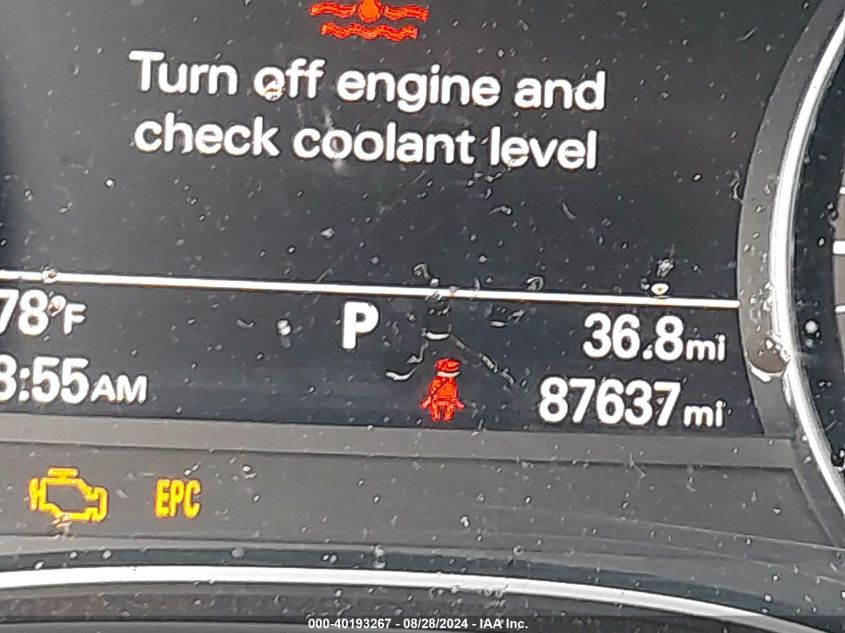 Turn off engine and
check coolant level
78°F P 36.8mi
8:55AM 87637mi
EPC
000-40193267 - 08/28/2024 - IAA Inc.